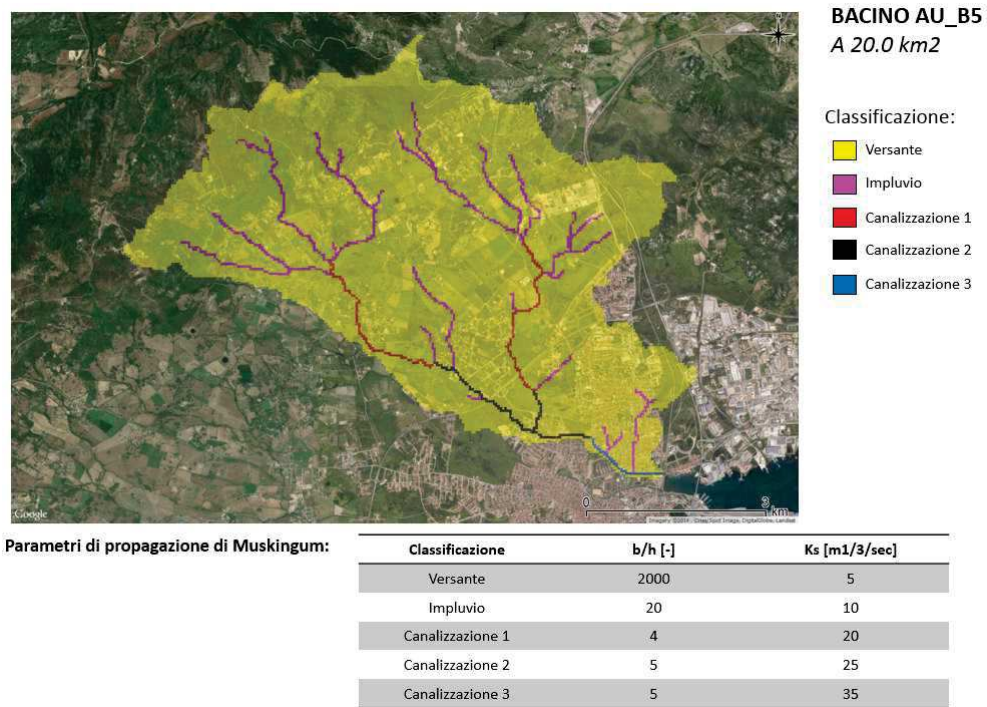 BACINO AU_B5
A 20.0 km2
Classificazione:
Versante
Impluvio
Canalizzazione 1
Canalizzazione 2
Canalizzazione 3
0 3
km
Google
Parametri di propagazione di Muskingum:
Classificazione b/h [-] Ks [m1/3/sec]
Versante 2000 5
Impluvio 20 10
Canalizzazione 1 4 20
Canalizzazione 2 5 25
Canalizzazione 3 5 35